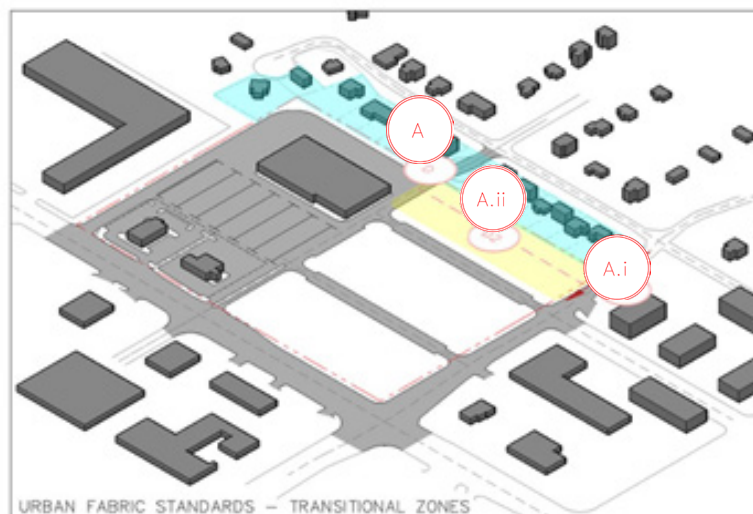 A
A.ii
A.i
URBAN FABRIC STANDARDS – TRANSITIONAL ZONES